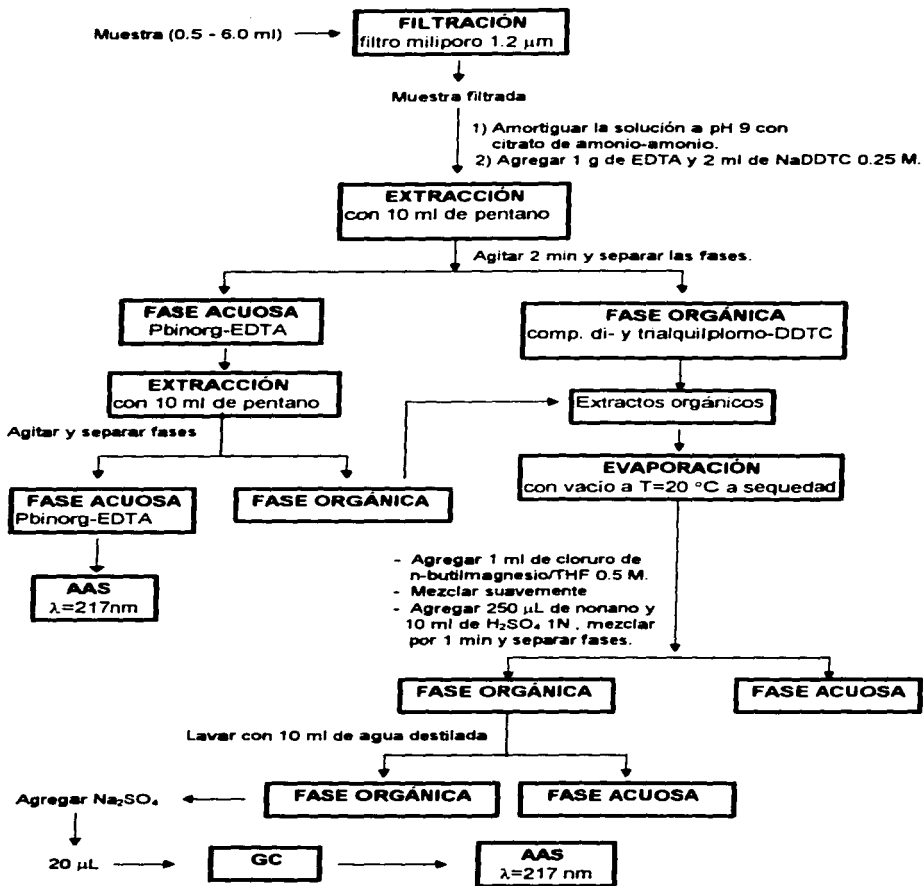 FILTRACIÓN
Muestra (0.5 - 6.0 ml)
filtro miliporo 1.2 µm
Muestra filtrada
1) Amortiguar la solución a pH 9 con
citrato de amonio-amonio.
2) Agregar 1 g de EDTA y 2 ml de NaDDTC 0.25 M.
EXTRACCIÓN
con 10 ml de pentano
Agitar 2 min y separar las fases.
FASE ACUOSA
Pbinorg-EDTA
FASE ORGÁNICA
comp. di- y trialquilplomo-DDTC
EXTRACCIÓN
con 10 ml de pentano
Extractos orgánicos
Agitar y separar fases
EVAPORACIÓN
con vacío a T=20 °C a sequedad
FASE ACUOSA
Pbinorg-EDTA
FASE ORGÁNICA
AAS
λ=217nm
- Agregar 1 ml de cloruro de
n-butilmagnesio/THF 0.5 M.
- Mezclar suavemente
- Agregar 250 µL de nonano y
10 ml de H₂SO₄ 1N , mezclar
por 1 min y separar fases.
FASE ORGÁNICA
FASE ACUOSA
Lavar con 10 ml de agua destilada
FASE ORGÁNICA
FASE ACUOSA
Agregar Na₂SO₄
20 µL
GC
AAS
λ=217 nm